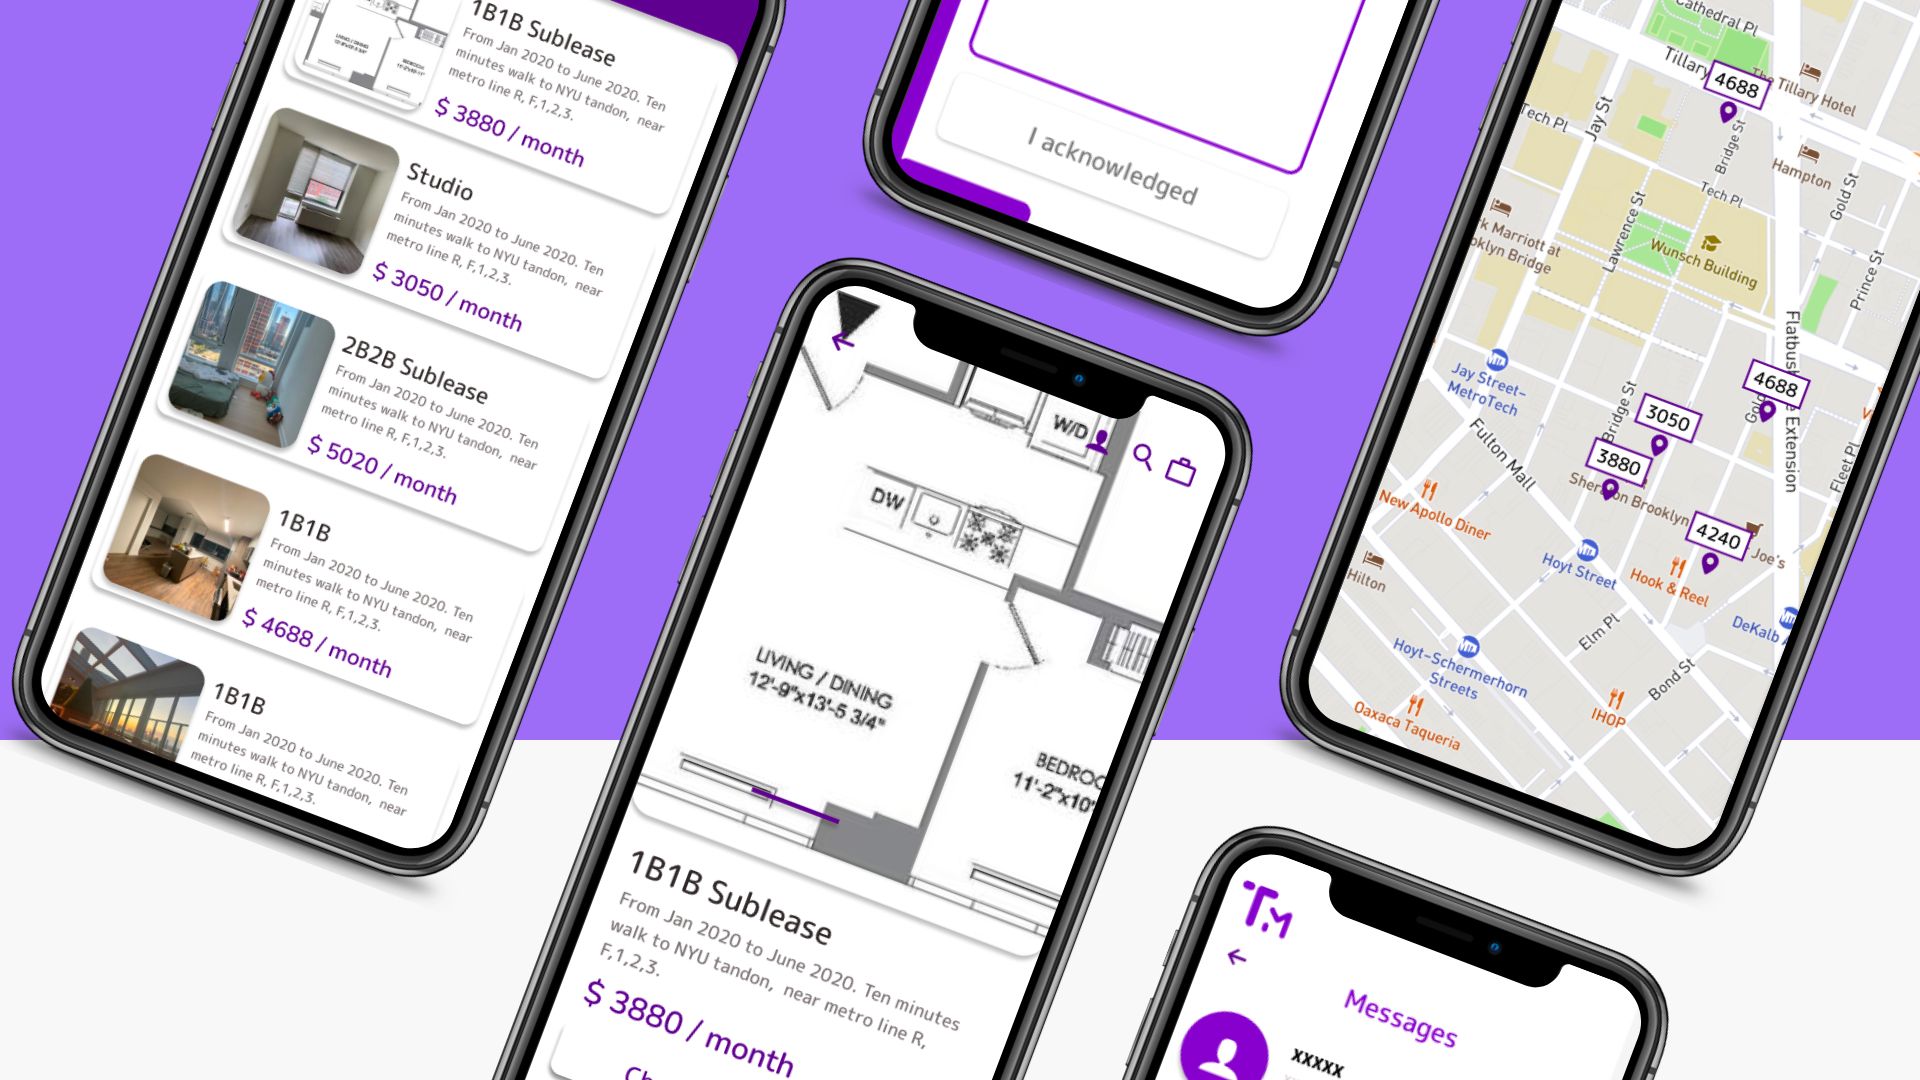 LIVING / DINING
1B1B Sublease
From Jan 2020 to June 2020. Ten
minutes walk to NYU tandon, near
metro line R, F,1,2,3.
$ 3880 / month
Studio
From Jan 2020 to June 2020. Ten
minutes walk to NYU tandon, near
metro line R, F,1,2,3.
$ 3050 / month
2B2B Sublease
From Jan 2020 to June 2020. Ten
minutes walk to NYU tandon, near
metro line R, F,1,2,3.
$ 5020 / month
1B1B
From Jan 2020 to June 2020. Ten
minutes walk to NYU tandon, near
metro line R, F,1,2,3.
$ 4688 / month
1B1B
From Jan 2020 to June 2020. Ten
minutes walk to NYU tandon, near
metro line R, F,1,2,3.
I acknowledged
W/D
DW
LIVING / DINING
12'-9"x13'-5 3/4"
BEDROO
11'-2"x10'
1B1B Sublease
From Jan 2020 to June 2020. Ten minutes
walk to NYU tandon, near metro line R,
F,1,2,3.
$ 3880 / month
Cathedral Pl
Tillary
4688
The Tillary Hotel
Tech Pl
Jay St
Bridge St
Hampton
Tech Pl
Gold St
Lawrence St
k Marriott at
oklyn Bridge
Wunsch Building
Prince St
Jay Street–
MetroTech
Flatbush
Extension
4688
3050
Bridge St
3880
Fulton Mall
Brooklyn
Fleet Pl
New Apollo Diner
4240
Joe's
Hoyt Street
Hook & Reel
Hilton
Elm Pl
DeKalb A
Hoyt–Schermerhorn
Streets
Bond St
IHOP
Oaxaca Taqueria
TM
Messages
xxxxx